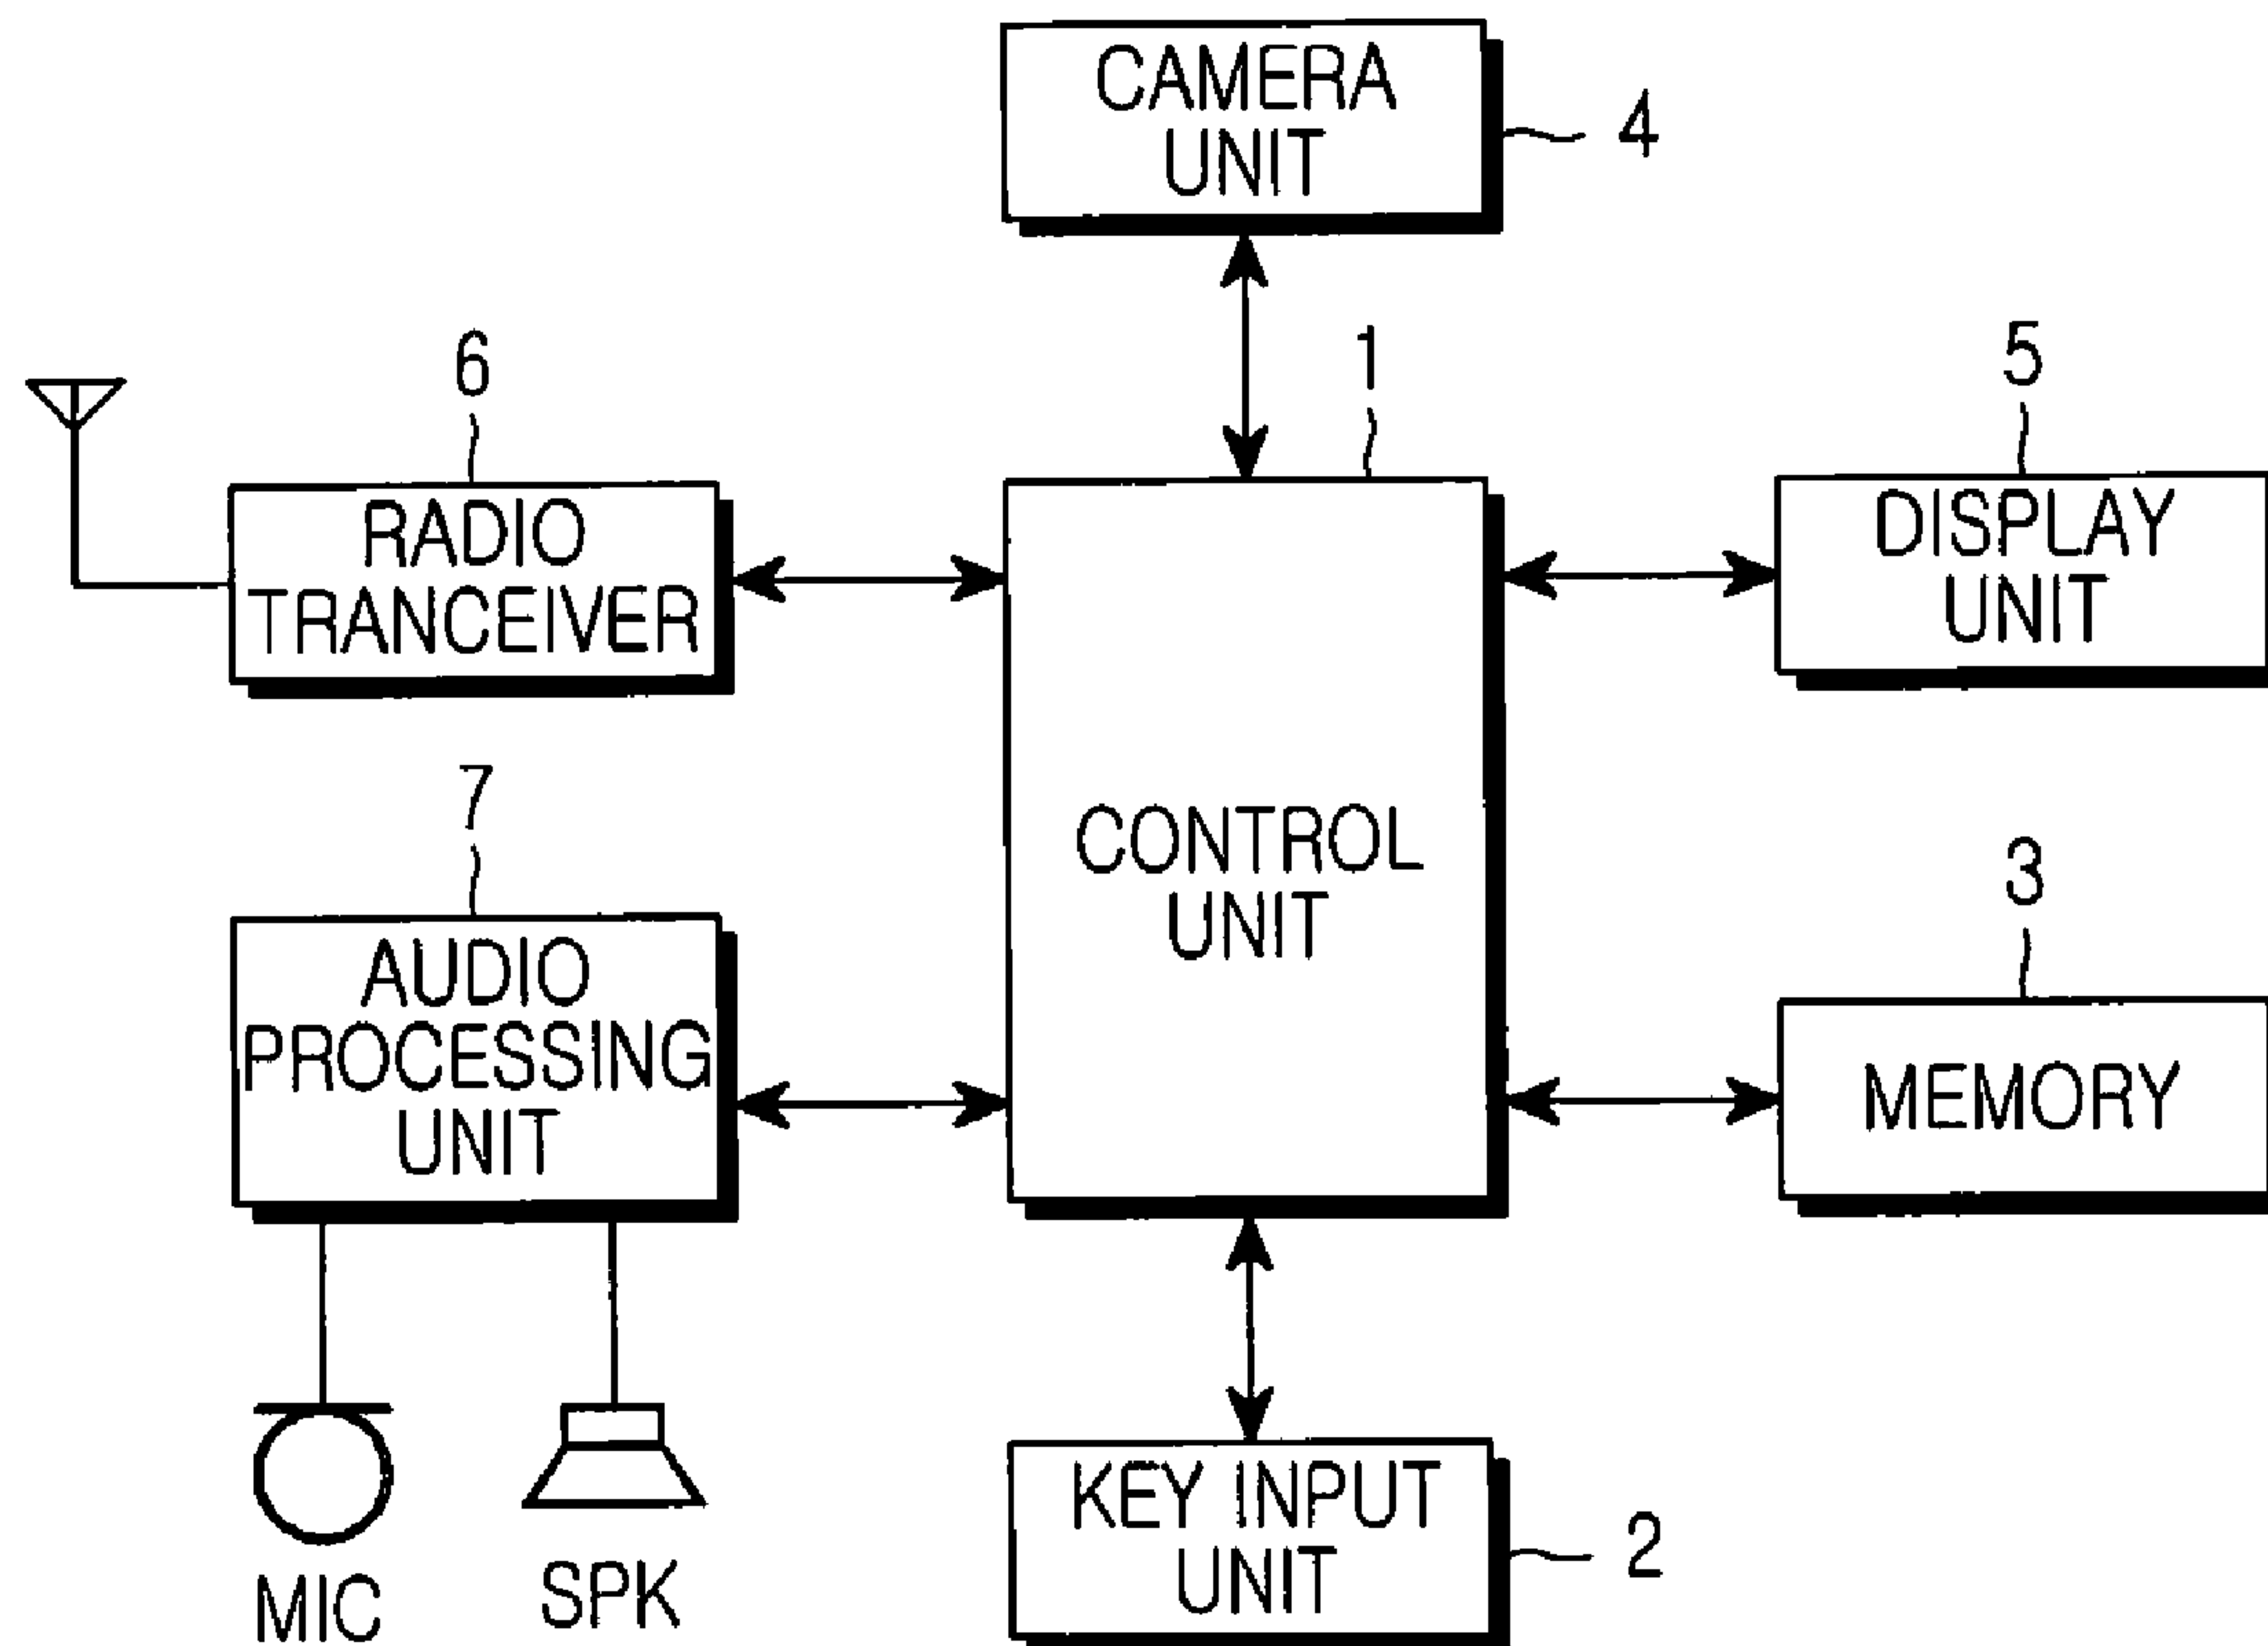 CAMERA
UNIT
4
6
1
5
RADIO
TRANCEIVER
DISPLAY
UNIT
7
CONTROL
UNIT
3
AUDIO
PROCESSING
UNIT
MEMORY
KEY INPUT
UNIT
2
MIC
SPK